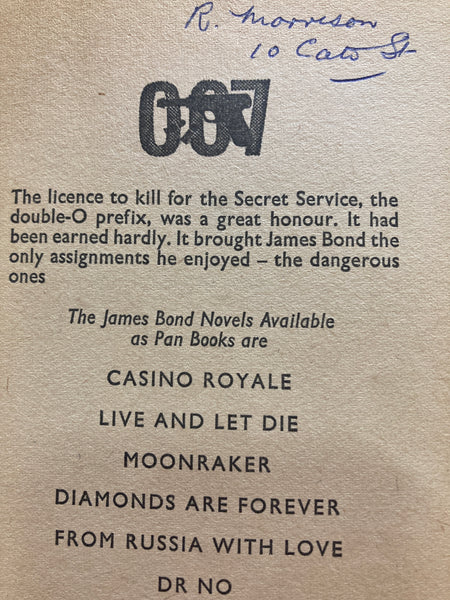 R. Morrison
10 Cato St
007
The licence to kill for the Secret Service, the
double-O prefix, was a great honour. It had
been earned hardly. It brought James Bond the
only assignments he enjoyed – the dangerous
ones
The James Bond Novels Available
as Pan Books are
CASINO ROYALE
LIVE AND LET DIE
MOONRAKER
DIAMONDS ARE FOREVER
FROM RUSSIA WITH LOVE
DR NO